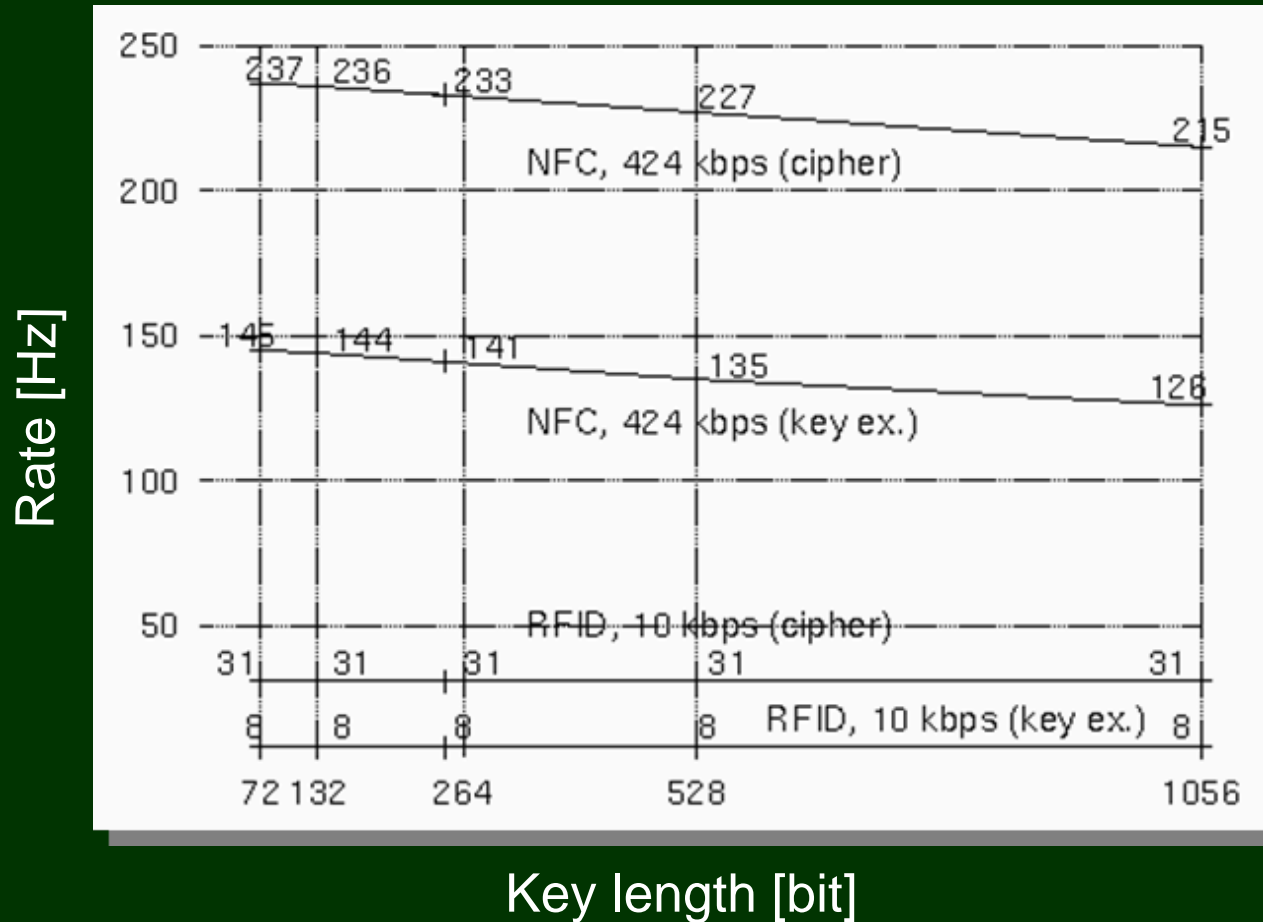 250
237 236 233
227
215
NFC, 424 kbps (cipher)
200
150
145 144 141
135
126
NFC, 424 kbps (key ex.)
100
50
RFID, 10 kbps (cipher)
31 31 31 31 31
RFID, 10 kbps (key ex.)
8 8 8 8 8
72 132 264 528 1056
Rate [Hz]
Key length [bit]